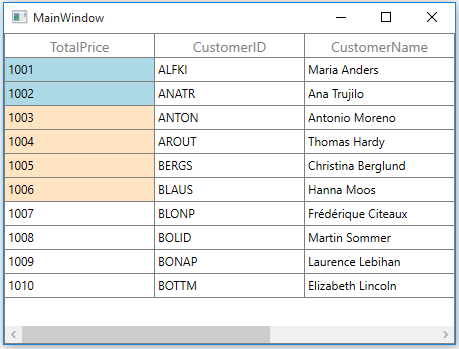 MainWindow
TotalPrice CustomerID CustomerName
1001 ALFKI Maria Anders
1002 ANATR Ana Trujilo
1003 ANTON Antonio Moreno
1004 AROUT Thomas Hardy
1005 BERGS Christina Berglund
1006 BLAUS Hanna Moos
1007 BLONP Frédérique Citeaux
1008 BOLID Martin Sommer
1009 BONAP Laurence Lebihan
1010 BOTTM Elizabeth Lincoln